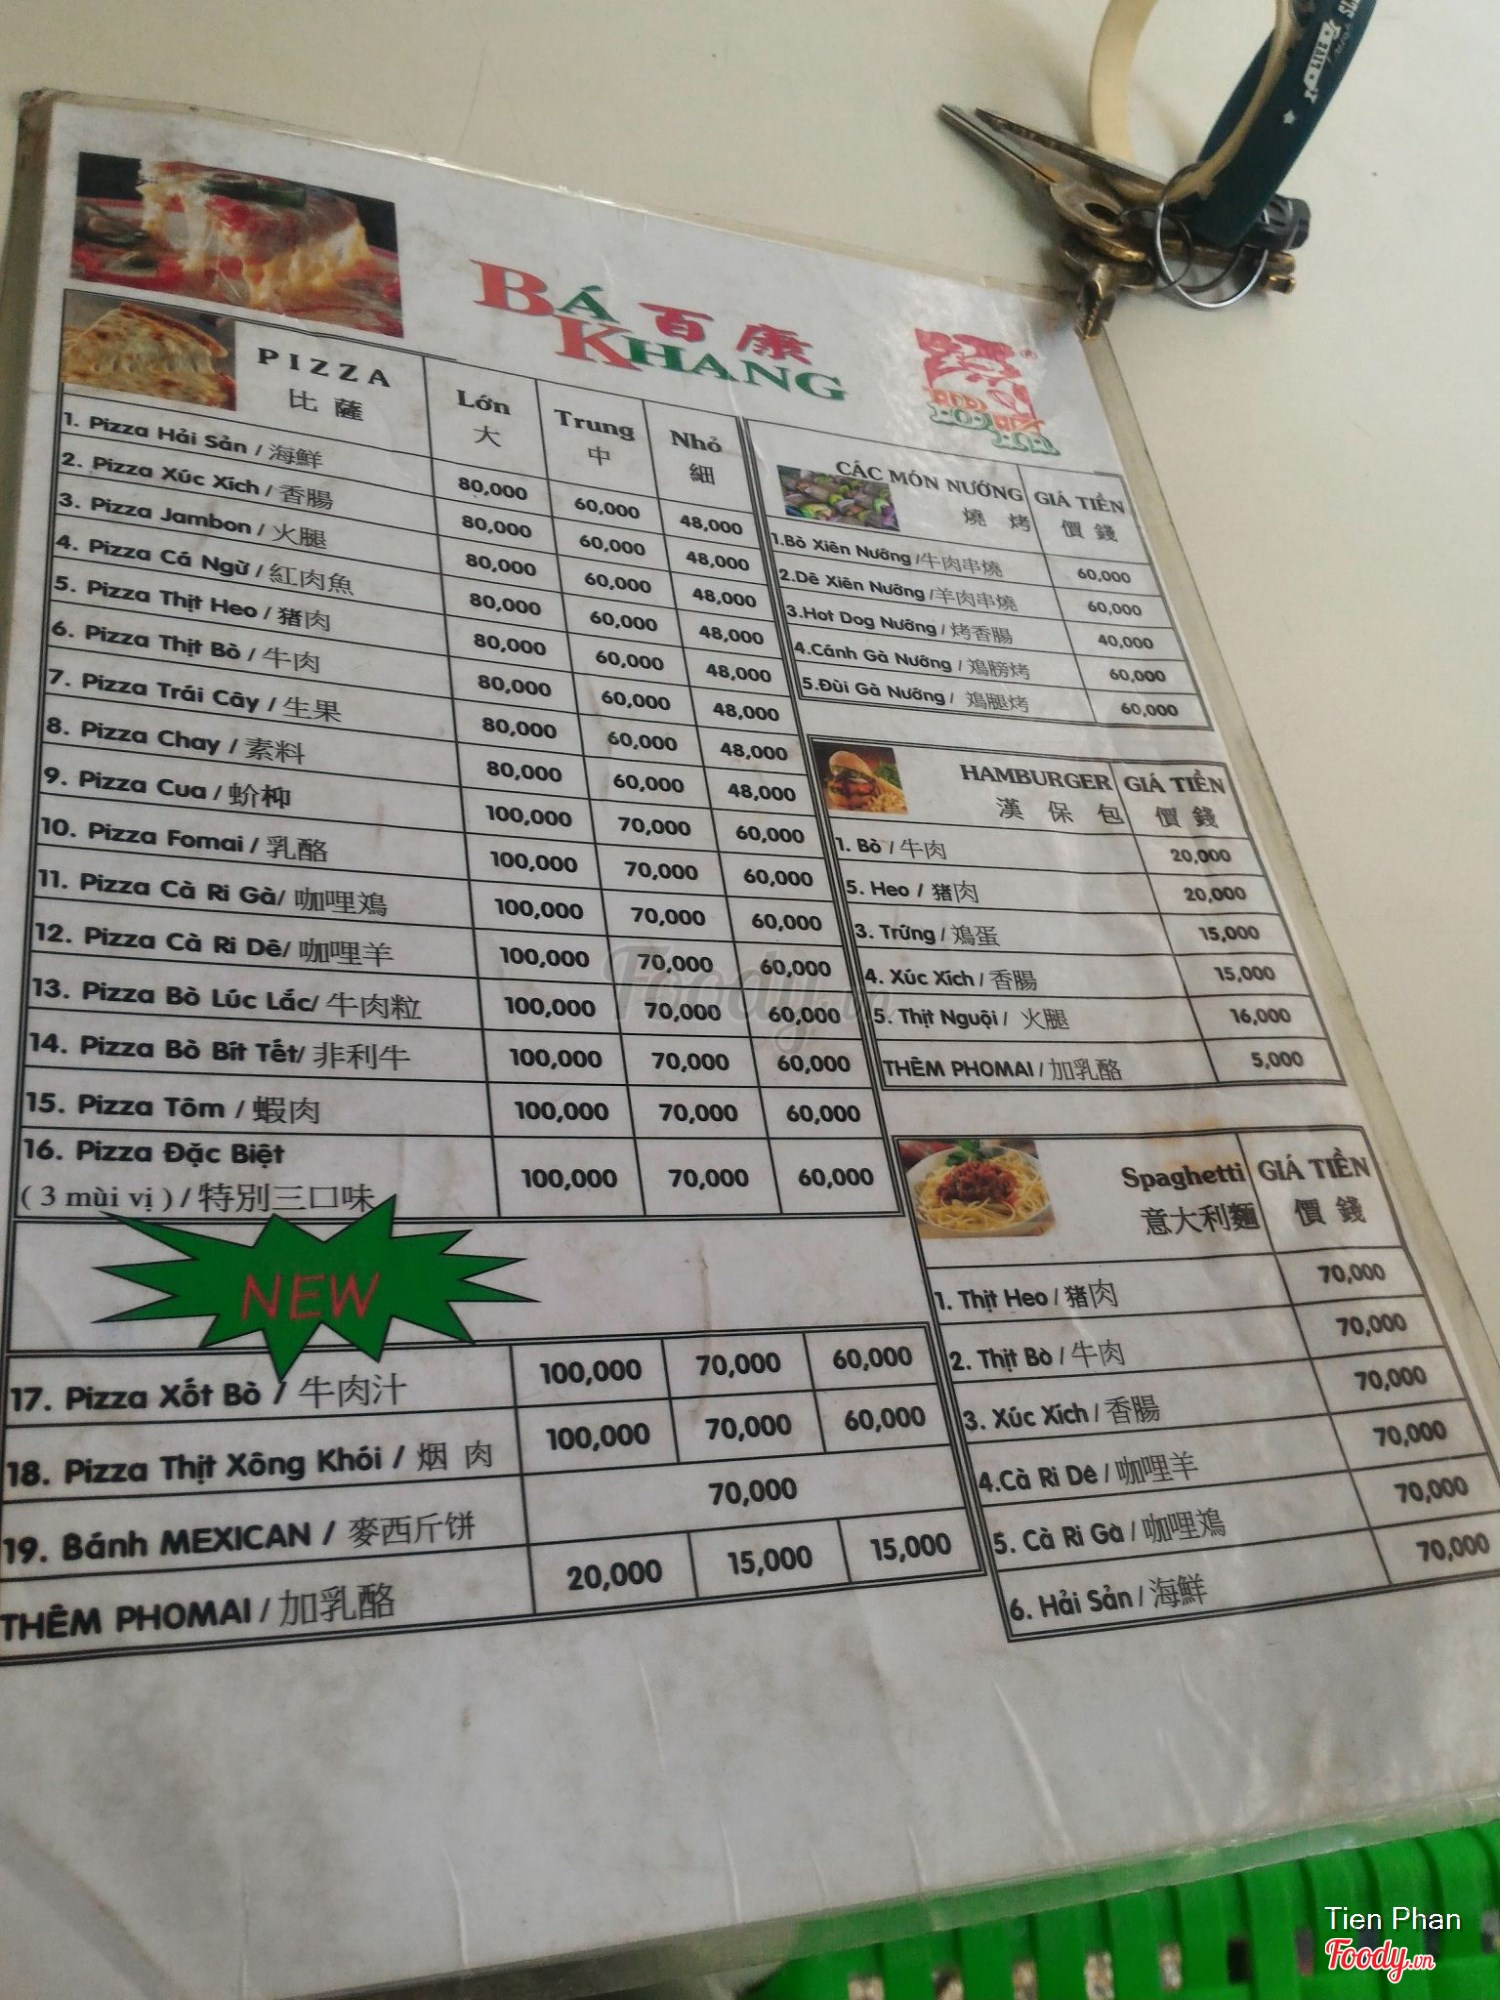 BÁ 百康
KHANG
PIZZA Lớn Trung Nhỏ
比薩 大 中 細
1. Pizza Hải Sản / 海鮮 80,000 60,000 48,000
2. Pizza Xúc Xích / 香腸 80,000 60,000 48,000
3. Pizza Jambon / 火腿 80,000 60,000 48,000
4. Pizza Cá Ngừ / 紅肉魚 80,000 60,000 48,000
5. Pizza Thịt Heo / 猪肉 80,000 60,000 48,000
6. Pizza Thịt Bò / 牛肉 80,000 60,000 48,000
7. Pizza Trái Cây / 生果 80,000 60,000 48,000
8. Pizza Chay / 素料 80,000 60,000 48,000
9. Pizza Cua / 100,000 70,000 60,000
10. Pizza Fomai / 乳酪 100,000 70,000 60,000
11. Pizza Cà Ri Gà/ 咖哩鴉 100,000 70,000 60,000
12. Pizza Cà Ri Dê/ 咖哩羊 100,000 70,000 60,000
13. Pizza Bò Lúc Lắc/ 牛肉粒 100,000 70,000 60,000
14. Pizza Bò Bít Tết/ 非利牛 100,000 70,000 60,000
15. Pizza Tôm / 蝦肉 100,000 70,000 60,000
16. Pizza Đặc Biệt
( 3 mùi vị ) / 特別三口味 100,000 70,000 60,000
NEW
17. Pizza Xốt Bò / 牛肉汁 100,000 70,000 60,000
18. Pizza Thịt Xông Khói / 烟 肉 100,000 70,000 60,000
19. Bánh MEXICAN / 麥西斤饼 70,000
THÊM PHOMAI / 加乳酪 20,000 15,000 15,000
CÁC MÓN NƯỚNG GIÁ TIỀN
燒 烤 價 錢
1.Bò Xiên Nướng /牛肉串燒 60,000
2.Dê Xiên Nướng /羊肉串燒 60,000
3.Hot Dog Nướng / 烤香腸 40,000
4.Cánh Gà Nướng / 鴉膀烤 60,000
5.Đùi Gà Nướng / 鴉腿烤 60,000
HAMBURGER GIÁ TIỀN
漢 保 包 價 錢
1. Bò / 牛肉 20,000
5. Heo / 猪肉 20,000
3. Trứng / 鴉蛋 15,000
4. Xúc Xích / 香腸 15,000
5. Thịt Nguội / 火腿 16,000
THÊM PHOMAI / 加乳酪 5,000
Spaghetti GIÁ TIỀN
意大利麵 價 錢
1. Thịt Heo / 猪肉 70,000
2. Thịt Bò / 牛肉 70,000
3. Xúc Xích / 香腸 70,000
4.Cà Ri Dê / 咖哩羊 70,000
5. Cà Ri Gà / 咖哩鴉 70,000
6. Hải Sản / 海鮮 70,000
Foody.vn
Tien Phan
Foody.vn